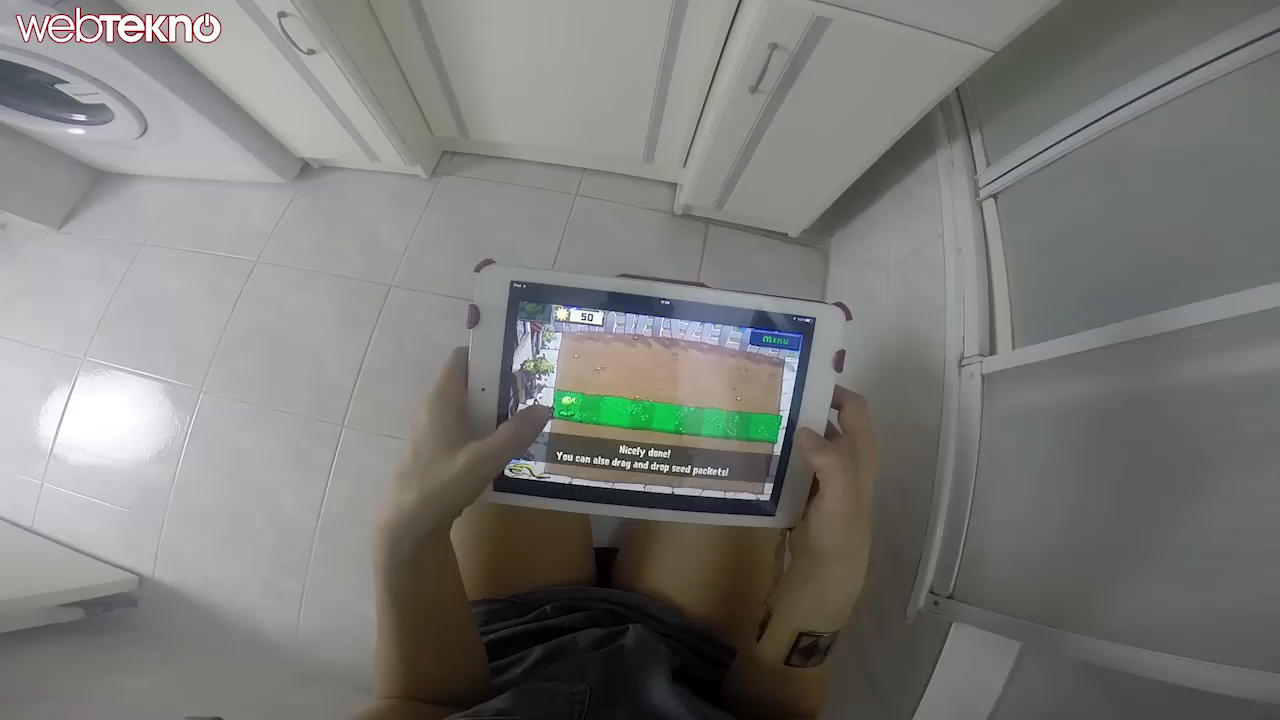 webTEKNO
50
MENU
Nicely done!
You can also drag and drop seed packets!